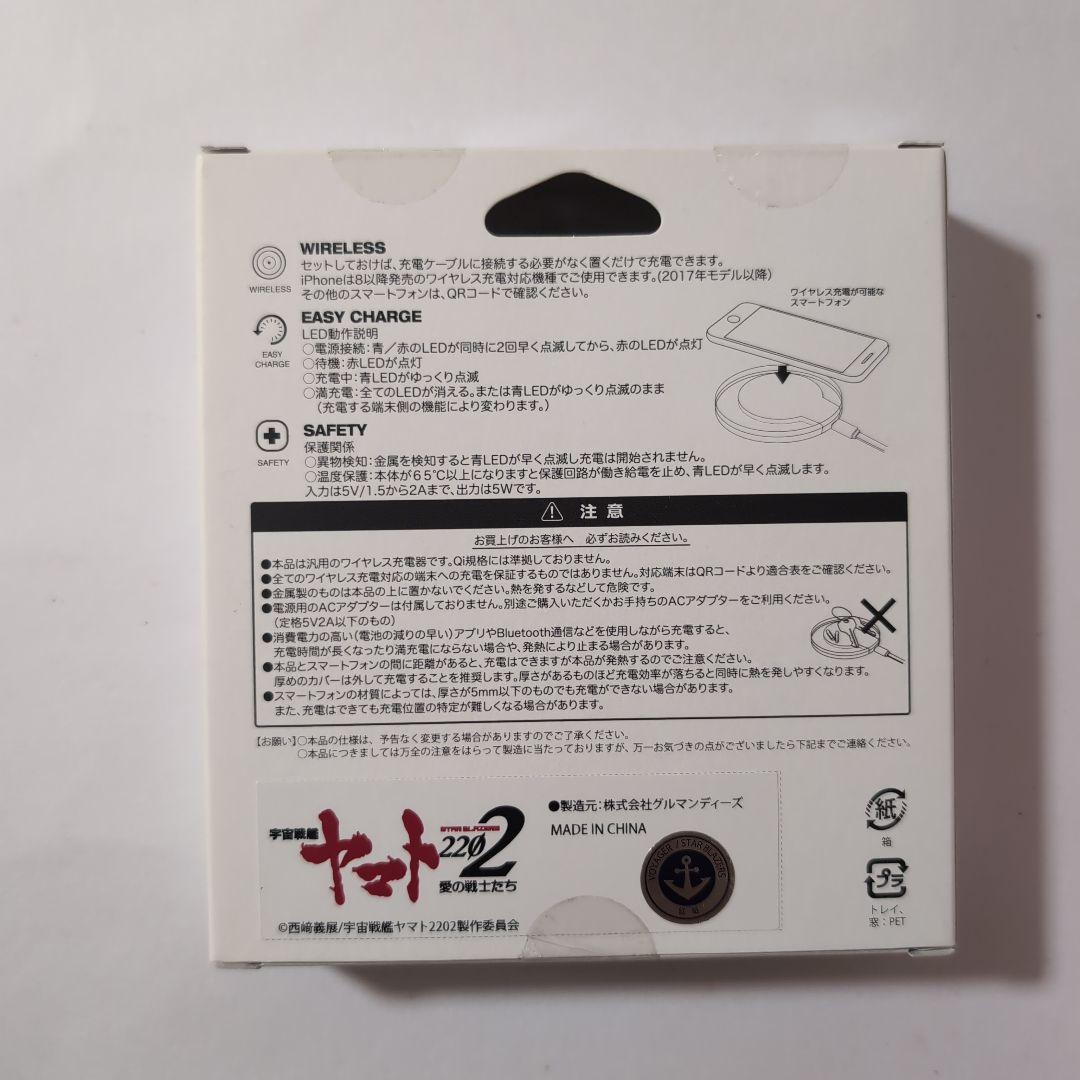 WIRELESS
セットしておけば、充電ケーブルに接続する必要がなく置くだけで充電できます。
iPhoneは8以降発売のワイヤレス充電対応機種でご使用できます。(2017年モデル以降)
その他のスマートフォンは、QRコードで確認ください。
WIRELESS
ワイヤレス充電が可能な
スマートフォン
EASY CHARGE
LED動作説明
○電源接続：青／赤のLEDが同時に2回早く点滅してから、赤のLEDが点灯
○待機：赤LEDが点灯
○充電中：青LEDがゆっくり点滅
○満充電：全てのLEDが消える。または青LEDがゆっくり点滅のまま
（充電する端末側の機能により変わります。）
EASY
CHARGE
SAFETY
保護関係
○異物検知：金属を検知すると青LEDが早く点滅し充電は開始されません。
○温度保護：本体が65℃以上になりますと保護回路が働き給電を止め、青LEDが早く点滅します。
入力は5V/1.5から2Aまで、出力は5Wです。
SAFETY
注意
お買上げのお客様へ　必ずお読みください。
●本品は汎用のワイヤレス充電器です。Qi規格には準拠しておりません。
●全てのワイヤレス充電対応の端末への充電を保証するものではありません。対応端末はQRコードより適合表をご確認ください。
●金属製のものは本品の上に置かないでください。熱を発するなどして危険です。
●電源用のACアダプターは付属しておりません。別途ご購入いただくかお手持ちのACアダプターをご利用ください。
（定格5V2A以下のもの）
●消費電力の高い（電池の減りの早い）アプリやBluetooth通信などを使用しながら充電すると、
充電時間が長くなったり満充電にならない場合や、発熱により止まる場合があります。
●本品とスマートフォンの間に距離があると、充電はできますが本品が発熱するのでご注意ください。
厚めのカバーは外して充電することを推奨します。厚さがあるものほど充電効率が落ちると同時に熱を発しやすくなります。
●スマートフォンの材質によっては、厚さが5mm以下のものでも充電ができない場合があります。
また、充電はできても充電位置の特定が難しくなる場合があります。
【お願い】○本品の仕様は、予告なく変更する場合がありますのでご了承ください。
○本品につきましては万全の注意をはらって製造に当たっておりますが、万一お気づきの点がございましたら下記までご連絡ください。
宇宙戦艦
ヤマト
STAR BLAZERS
2202
愛の戦士たち
©西﨑義展/宇宙戦艦ヤマト2202製作委員会
●製造元：株式会社グルマンディーズ
MADE IN CHINA
VOYAGER / STAR BLAZERS
紙
箱
プラ
トレイ、
窓：PET